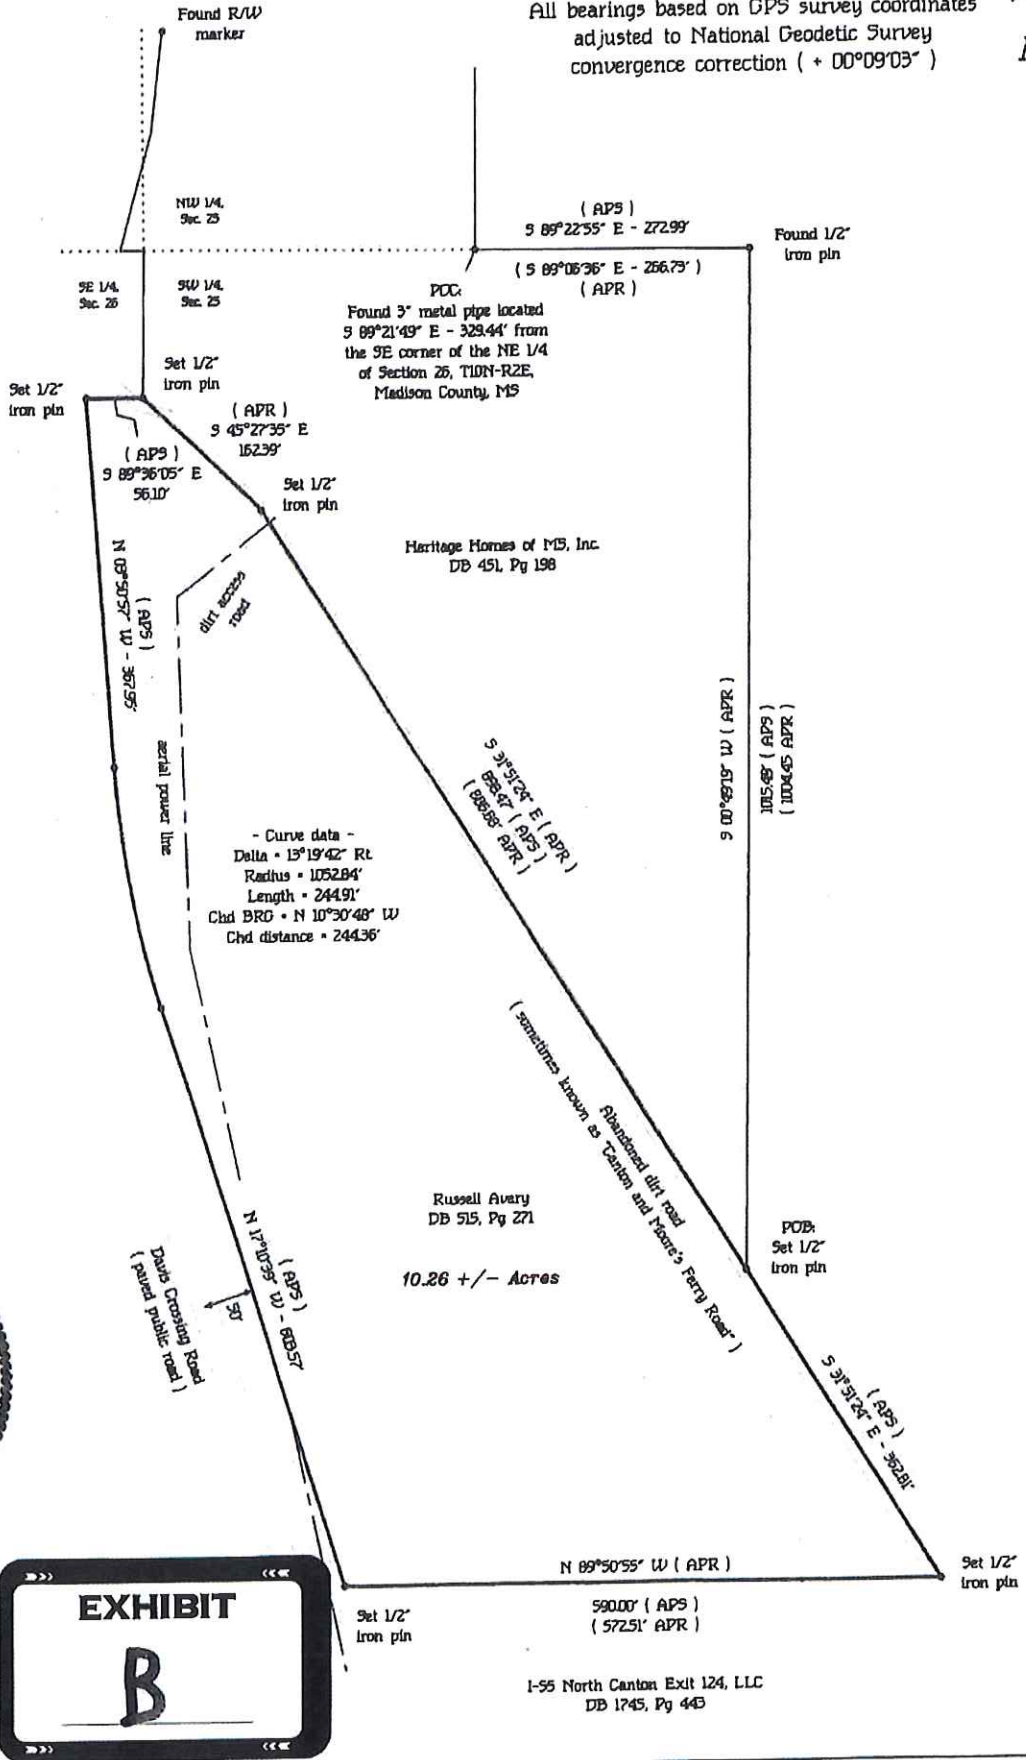 Found R/W
marker
All bearings based on GPS survey coordinates
adjusted to National Geodetic Survey
convergence correction ( + 00°09'03" )
NW 1/4,
Sec. 25
SE 1/4,
Sec. 26
SW 1/4,
Sec. 25
( APS )
S 89°22'55" E - 272.99'
( S 89°06'36" E - 266.73' )
( APR )
Found 1/2"
iron pin
POC:
Found 3" metal pipe located
S 89°21'49" E - 329.44' from
the SE corner of the NE 1/4
of Section 26, T10N-R2E,
Madison County, MS
Set 1/2"
iron pin
Set 1/2"
iron pin
( APS )
S 89°36'05" E
56.10'
( APR )
S 45°27'35" E
162.39'
Set 1/2"
iron pin
Heritage Homes of MS, Inc.
DB 451, Pg 198
dirt access
road
( APS )
N 03°50'57" W - 367.95'
aerial power line
S 31°51'24" E ( APR )
898.47' ( APS )
( 886.68' APR )
S 00°49'19" W ( APR )
1015.48' ( APS )
( 1004.45 APR )
- Curve data -
Delta = 13°19'42" Rt.
Radius = 1052.84'
Length = 244.91'
Chd BRG = N 10°30'48" W
Chd distance = 244.36'
Abandoned dirt road
( sometimes known as "Canton and Moore's Ferry Road" )
Russell Avery
DB 515, Pg 271
10.26 +/- Acres
POB:
Set 1/2"
iron pin
( APS )
N 17°10'39" W - 608.57'
50'
Davis Crossing Road
( paved public road )
( APS )
S 31°51'24" E - 362.81'
N 89°50'55" W ( APR )
590.00' ( APS )
( 572.51' APR )
Set 1/2"
iron pin
Set 1/2"
iron pin
I-55 North Canton Exit 124, LLC
DB 1745, Pg 443
EXHIBIT
B